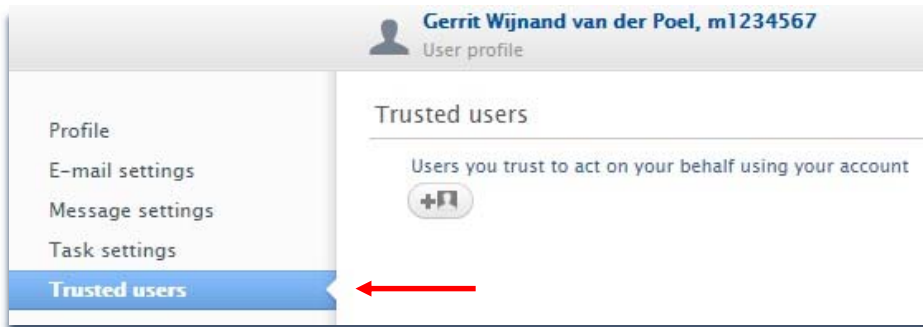 Gerrit Wijnand van der Poel, m1234567
User profile
Profile
E-mail settings
Message settings
Task settings
Trusted users
Trusted users
Users you trust to act on your behalf using your account